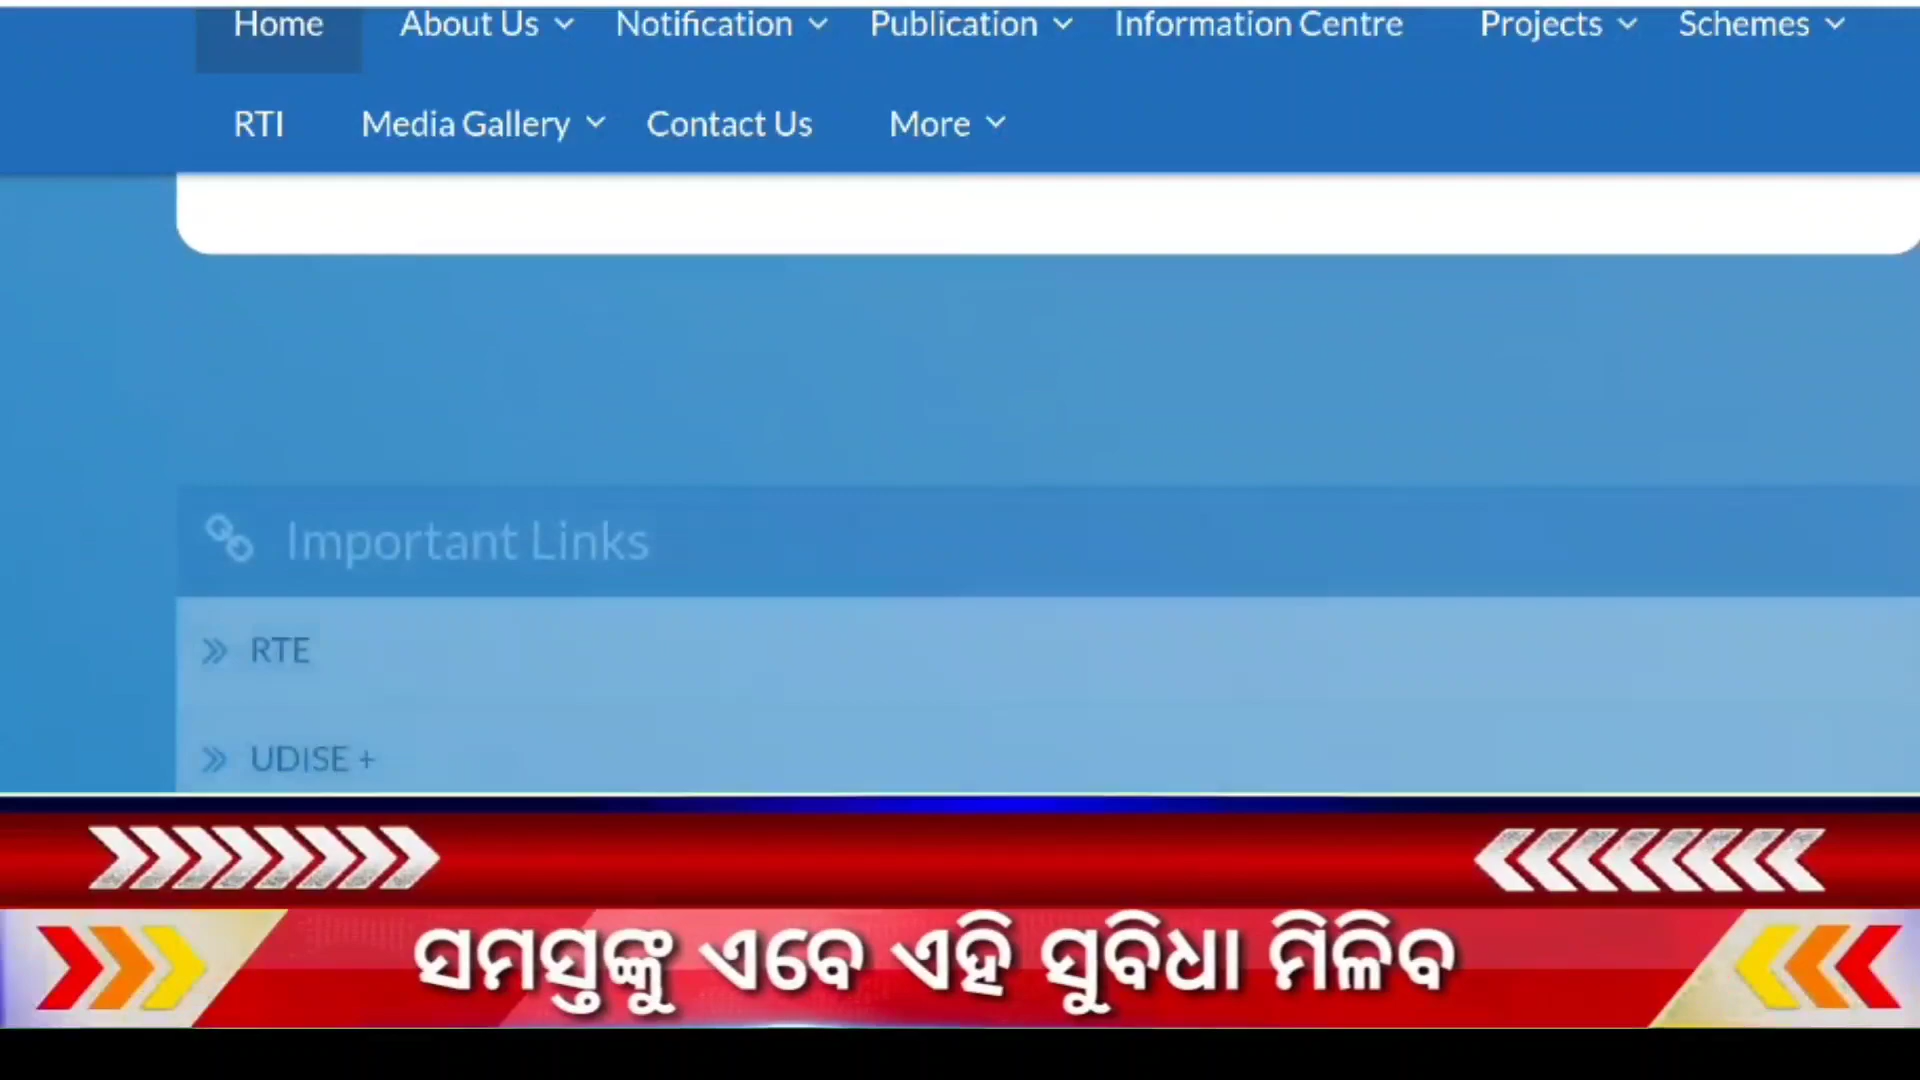 Home About Us Notification Publication Information Centre Projects Schemes
RTI Media Gallery Contact Us More
Important Links
RTE
UDISE +
ସମସ୍ତଙ୍କୁ ଏବେ ଏହି ସୁବିଧା ମିଳିବ